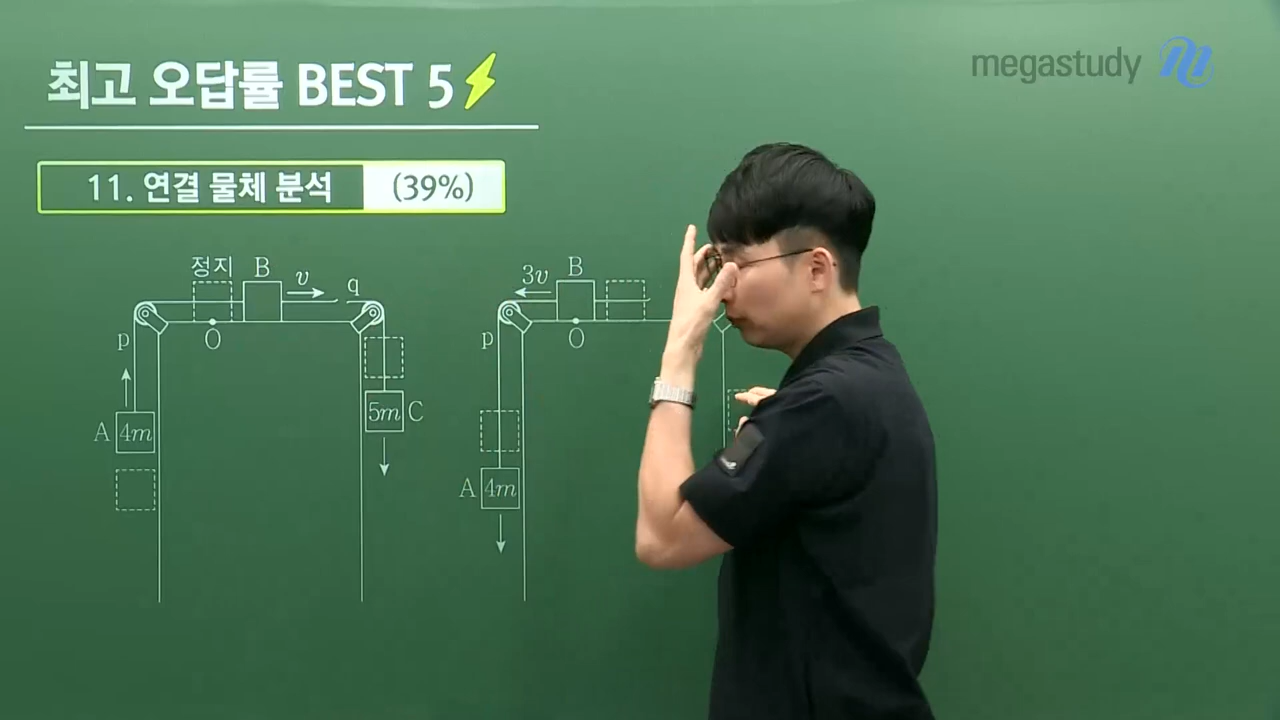 최고 오답률 BEST 5
megastudy
11. 연결 물체 분석 (39%)
정지 B v q
p O
A 4m 5m C
3v B
p O
A 4m